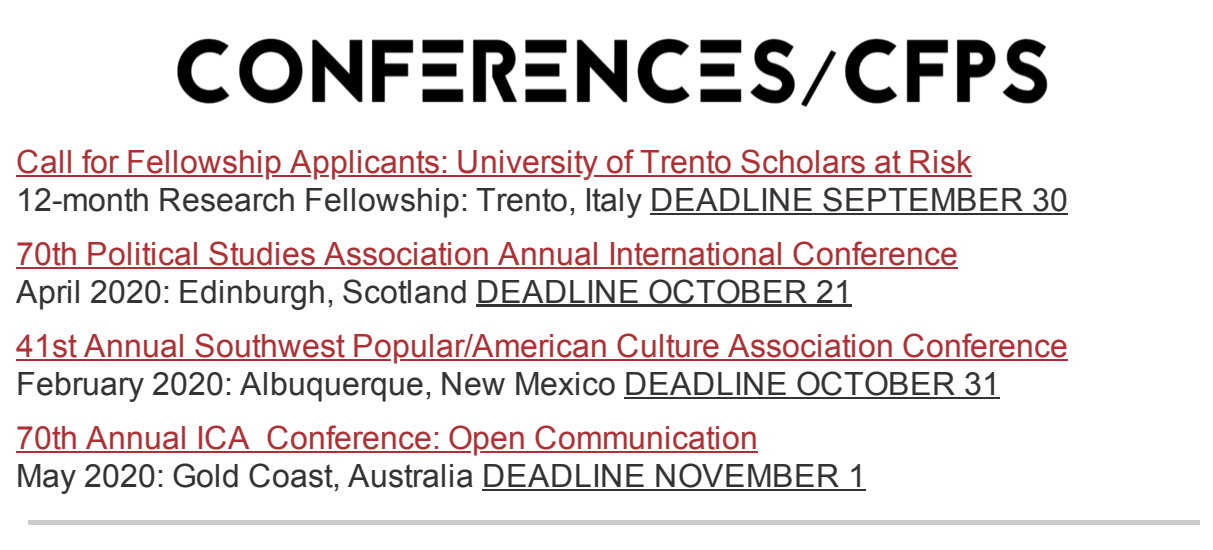 CONFERENCES/CFPS
Call for Fellowship Applicants: University of Trento Scholars at Risk
12-month Research Fellowship: Trento, Italy DEADLINE SEPTEMBER 30
70th Political Studies Association Annual International Conference
April 2020: Edinburgh, Scotland DEADLINE OCTOBER 21
41st Annual Southwest Popular/American Culture Association Conference
February 2020: Albuquerque, New Mexico DEADLINE OCTOBER 31
70th Annual ICA  Conference: Open Communication
May 2020: Gold Coast, Australia DEADLINE NOVEMBER 1